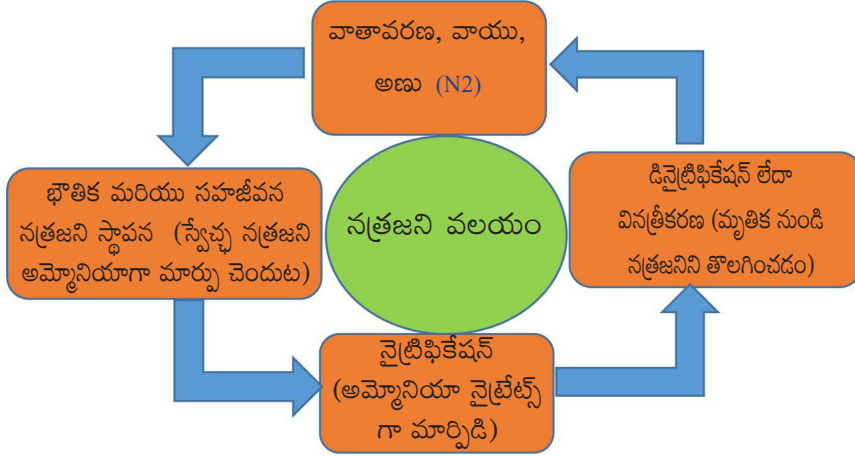 వాతావరణ, వాయు,
అణు (N2)
భౌతిక మరియు సహజీవన
నత్రజని స్థాపన (స్వేచ్ఛ నత్రజని
అమ్మోనియాగా మార్పు చెందుట)
నత్రజని వలయం
డినైట్రిఫికేషన్ లేదా
వినత్రీకరణ (మృతిక నుండి
నత్రజనిని తొలగించడం)
నైట్రిఫికేషన్
(అమ్మోనియా నైట్రేట్స్
గా మార్పిడి)